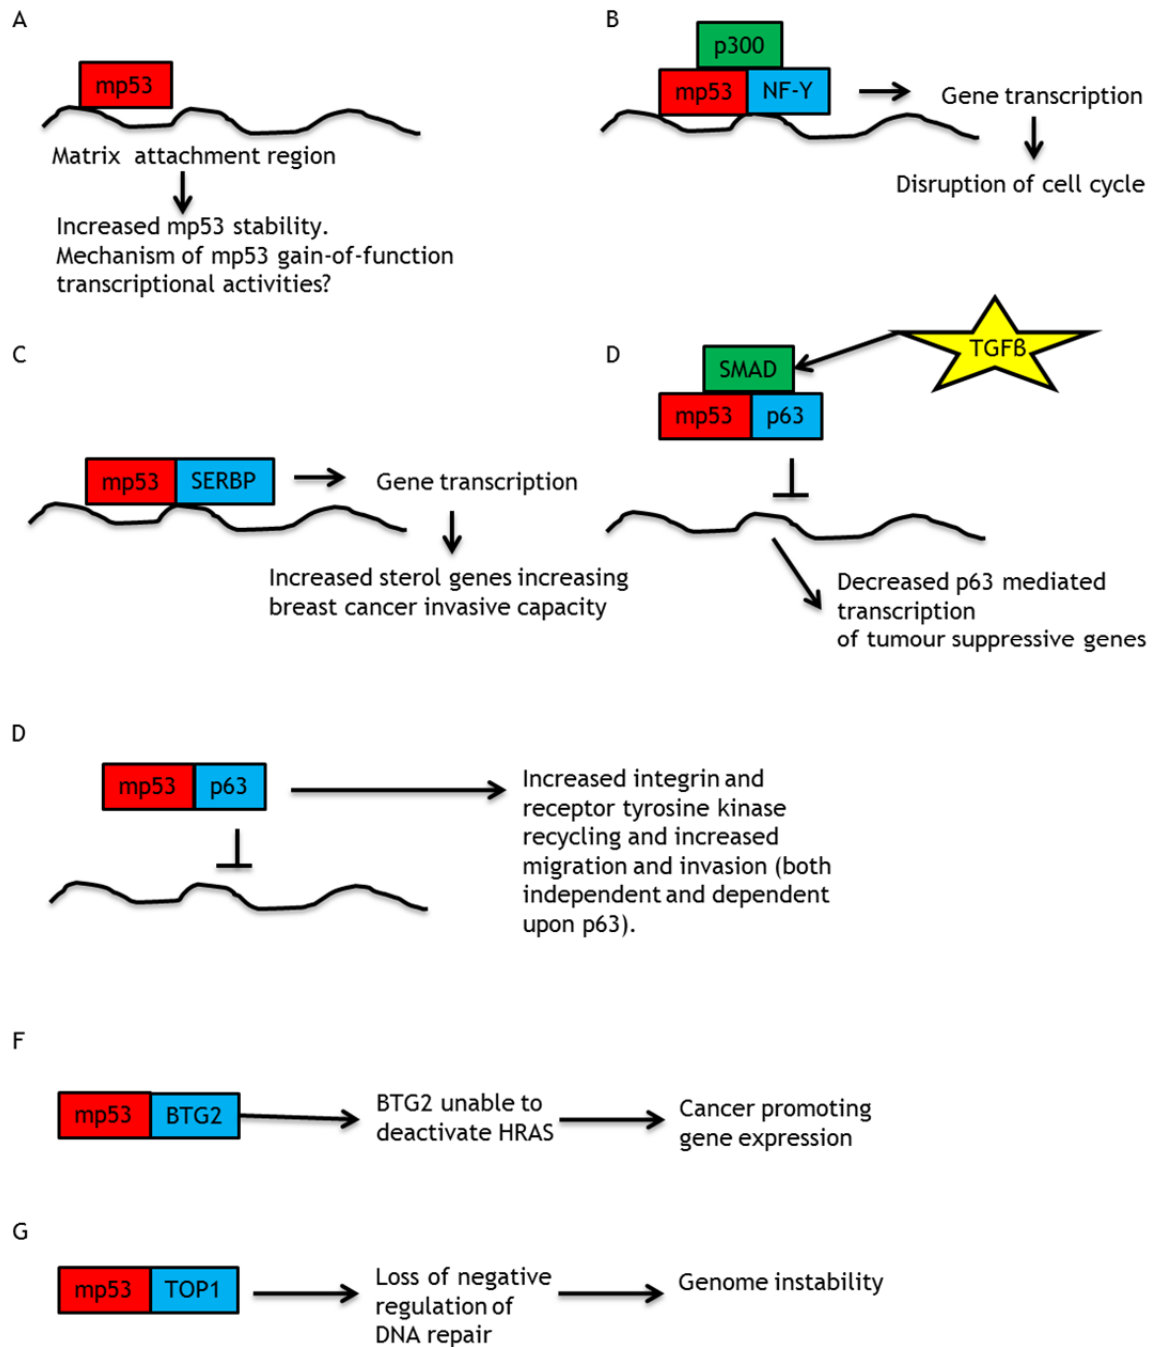 A
mp53
Matrix attachment region
Increased mp53 stability.
Mechanism of mp53 gain-of-function
transcriptional activities?
B
p300
mp53 NF-Y
Gene transcription
Disruption of cell cycle
C
mp53 SERBP
Gene transcription
Increased sterol genes increasing
breast cancer invasive capacity
D
TGFß
SMAD
mp53 p63
Decreased p63 mediated
transcription
of tumour suppressive genes
D
mp53 p63
Increased integrin and
receptor tyrosine kinase
recycling and increased
migration and invasion (both
independent and dependent
upon p63).
F
mp53 BTG2
BTG2 unable to
deactivate HRAS
Cancer promoting
gene expression
G
mp53 TOP1
Loss of negative
regulation of
DNA repair
Genome instability